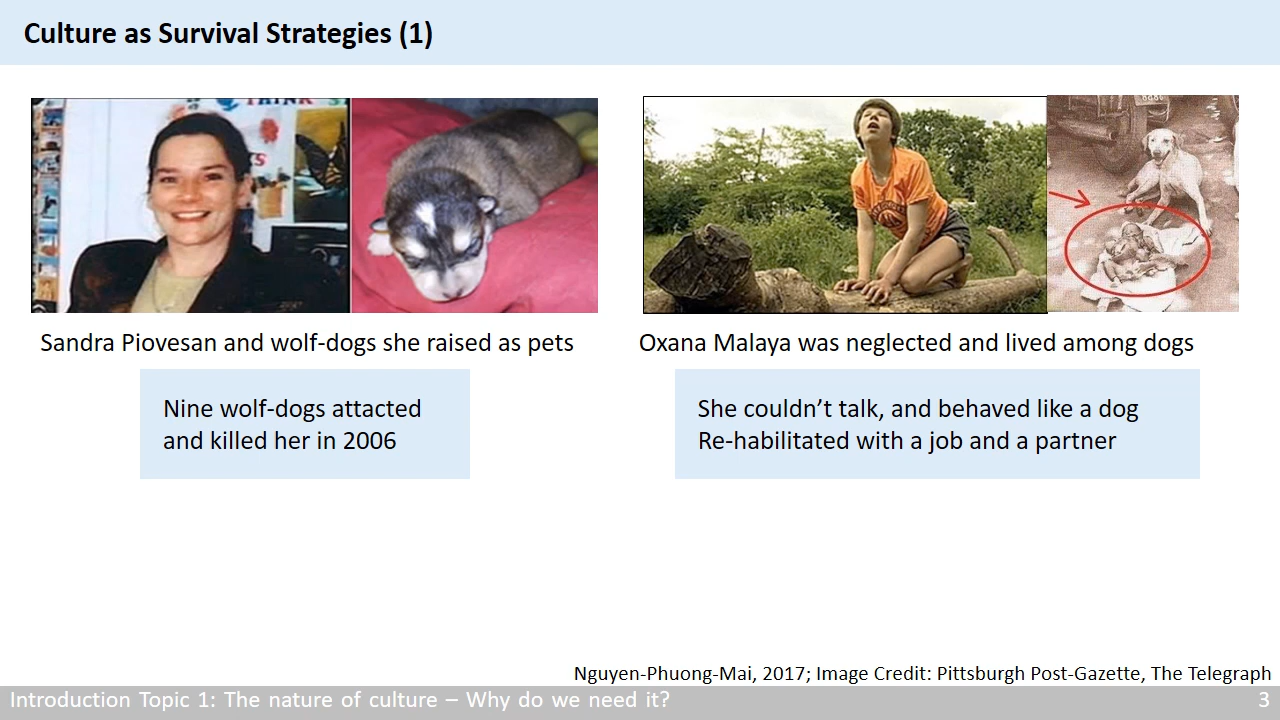 Culture as Survival Strategies (1)
THINK
Sandra Piovesan and wolf-dogs she raised as pets
Oxana Malaya was neglected and lived among dogs
Nine wolf-dogs attacted
and killed her in 2006
She couldn't talk, and behaved like a dog
Re-habilitated with a job and a partner
Nguyen-Phuong-Mai, 2017; Image Credit: Pittsburgh Post-Gazette, The Telegraph
Introduction Topic 1: The nature of culture – Why do we need it?
3